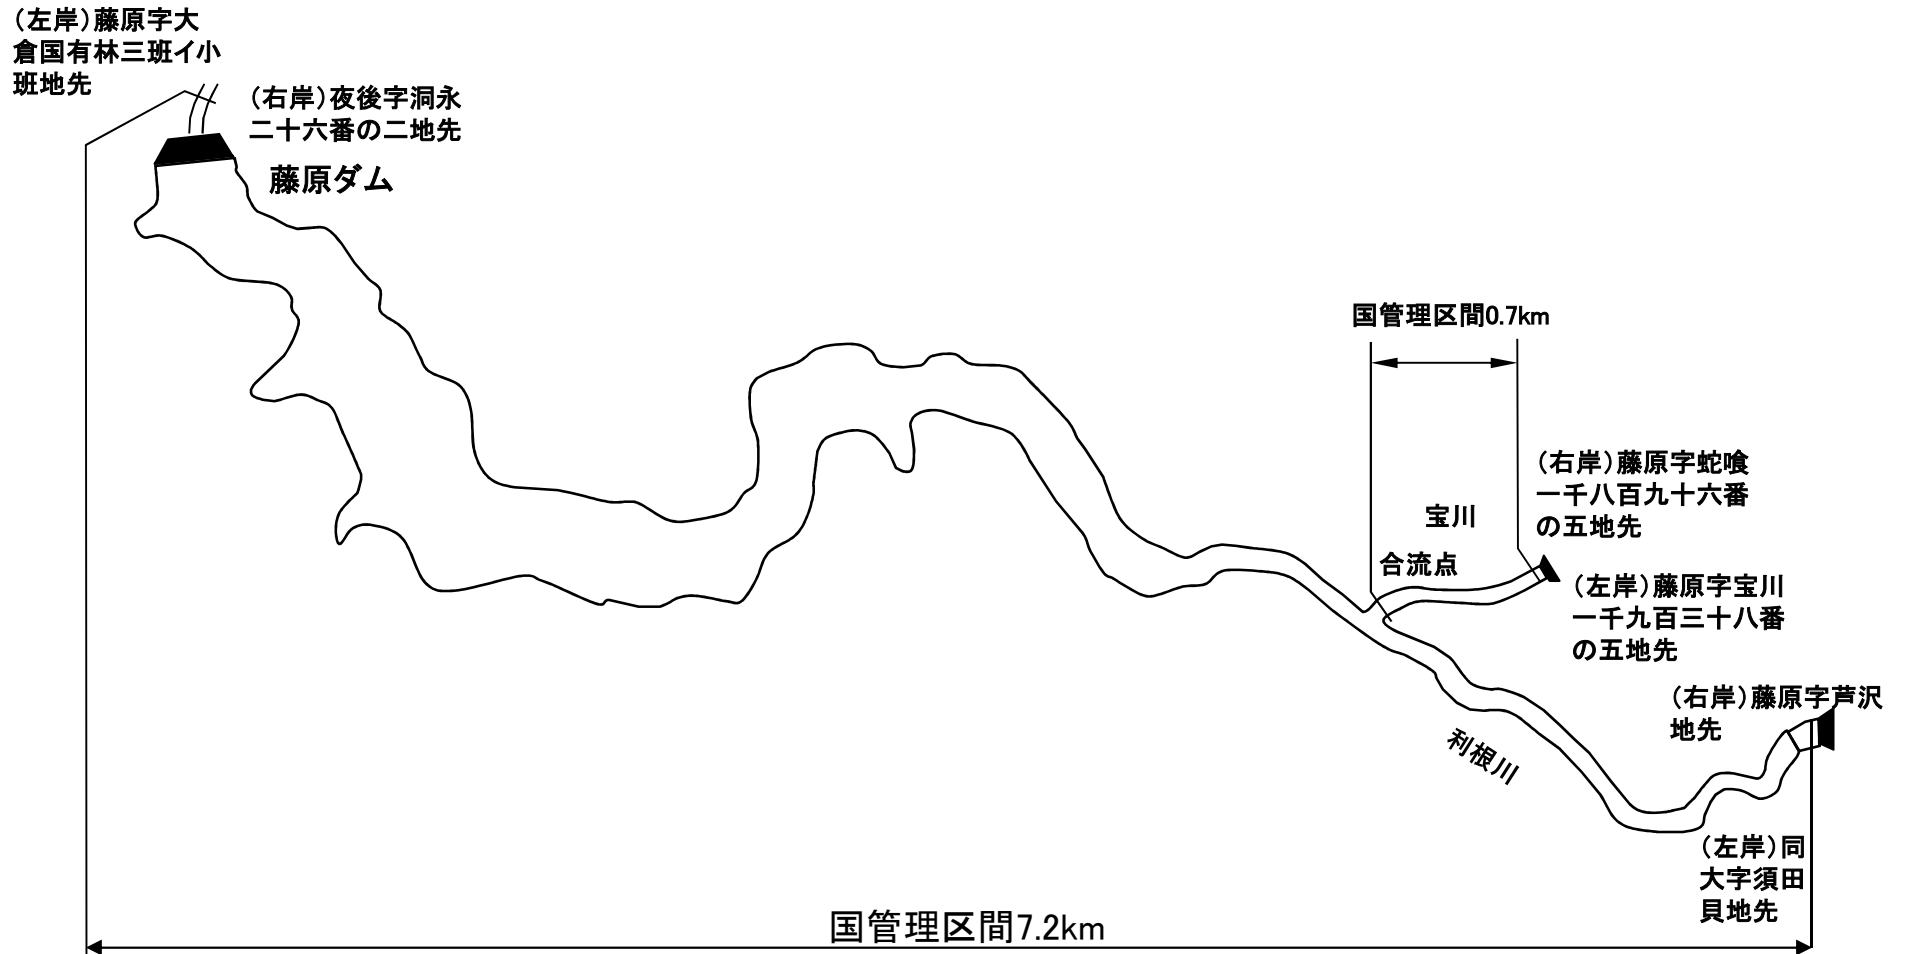 （左岸）藤原字大
倉国有林三班イ小
班地先
（右岸）夜後字洞永
二十六番の二地先
藤原ダム
国管理区間0.7km
（右岸）藤原字蛇喰
一千八百九十六番
の五地先
宝川
合流点
（左岸）藤原字宝川
一千九百三十八番
の五地先
（右岸）藤原字芦沢
地先
利根川
（左岸）同
大字須田
貝地先
国管理区間7.2km